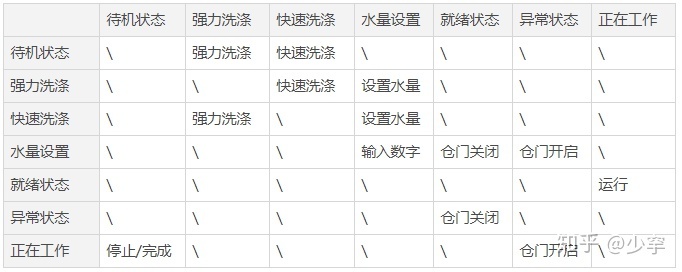 待机状态 强力洗涤 快速洗涤 水量设置 就绪状态 异常状态 正在工作
待机状态 \ 强力洗涤 快速洗涤 \ \ \ \
强力洗涤 \ \ 快速洗涤 设置水量 \ \ \
快速洗涤 \ 强力洗涤 \ 设置水量 \ \ \
水量设置 \ \ \ 输入数字 仓门关闭 仓门开启 \
就绪状态 \ \ \ \ \ \ 运行
异常状态 \ \ \ \ 仓门关闭 \ \
正在工作 停止/完成 \ \ \ \ 仓门开启 \
知乎 @少罕